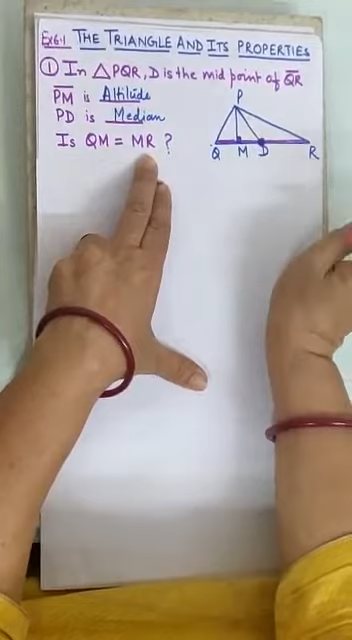 Ex6.1 THE TRIANGLE AND ITS PROPERTIES
① In △PQR, D is the mid point of QR
PM is Altitude
PD is Median
Is QM = MR ?
P
Q M D R